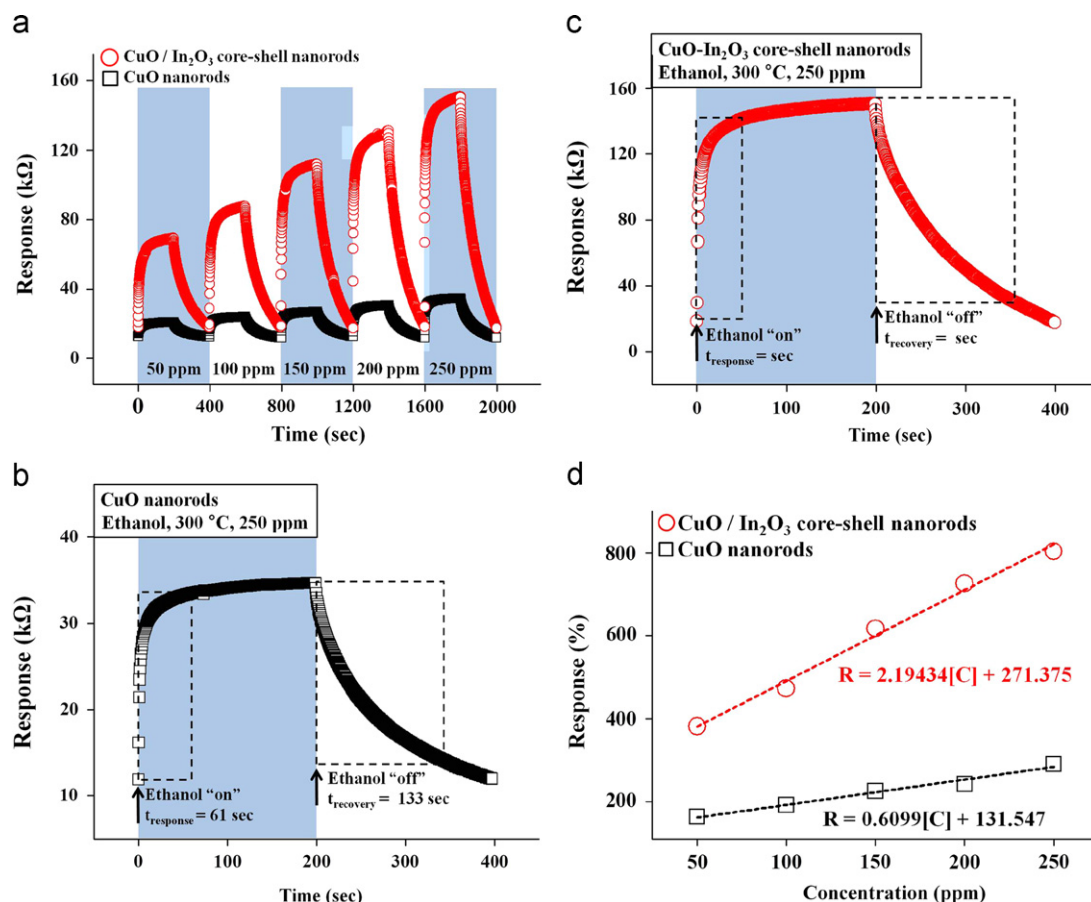 a
CuO / In₂O₃ core-shell nanorods
CuO nanorods
160
120
80
40
0
Response (kΩ)
50 ppm
100 ppm
150 ppm
200 ppm
250 ppm
0
400
800
1200
1600
2000
Time (sec)
b
CuO nanorods
Ethanol, 300 °C, 250 ppm
40
30
20
10
Response (kΩ)
Ethanol "on"
t_response = 61 sec
Ethanol "off"
t_recovery = 133 sec
0
100
200
300
400
Time (sec)
c
CuO-In₂O₃ core-shell nanorods
Ethanol, 300 °C, 250 ppm
160
120
80
40
0
Response (kΩ)
Ethanol "on"
t_response = sec
Ethanol "off"
t_recovery = sec
0
100
200
300
400
Time (sec)
d
CuO / In₂O₃ core-shell nanorods
CuO nanorods
800
600
400
200
Response (%)
R = 2.19434[C] + 271.375
R = 0.6099[C] + 131.547
50
100
150
200
250
Concentration (ppm)